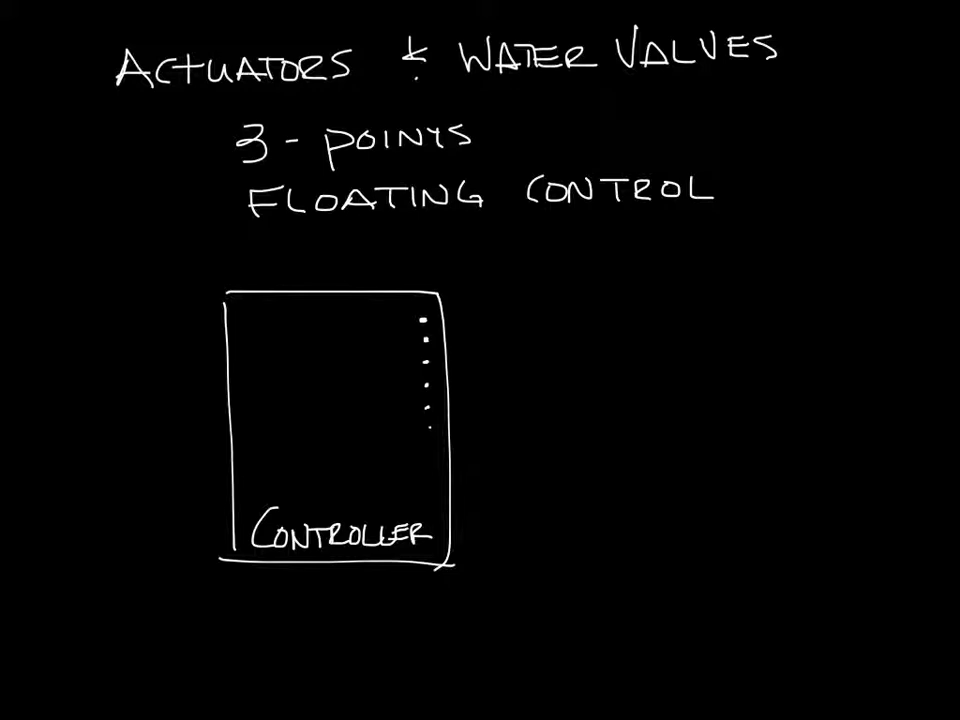 ACTUATORS & WATER VALVES
3 - POINTS
FLOATING CONTROL
CONTROLLER